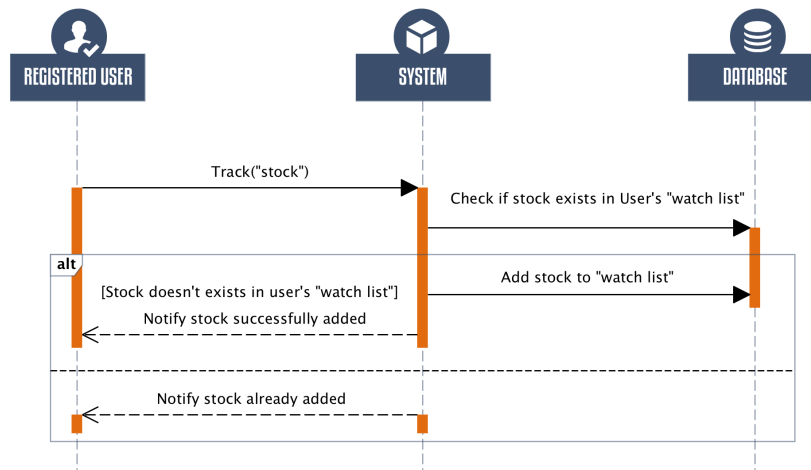 REGISTERED USER
SYSTEM
DATABASE
Track("stock")
Check if stock exists in User's "watch list"
alt
Add stock to "watch list"
[Stock doesn't exists in user's "watch list"]
Notify stock successfully added
Notify stock already added